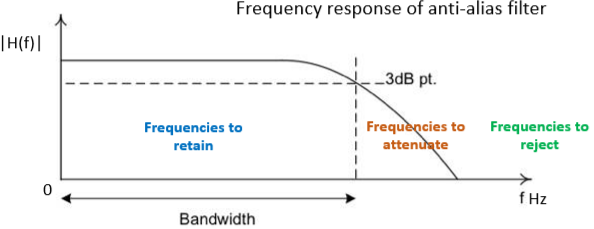 Frequency response of anti-alias filter
|H(f)|
3dB pt.
Frequencies to
retain
Frequencies to
attenuate
Frequencies to
reject
0
f Hz
Bandwidth